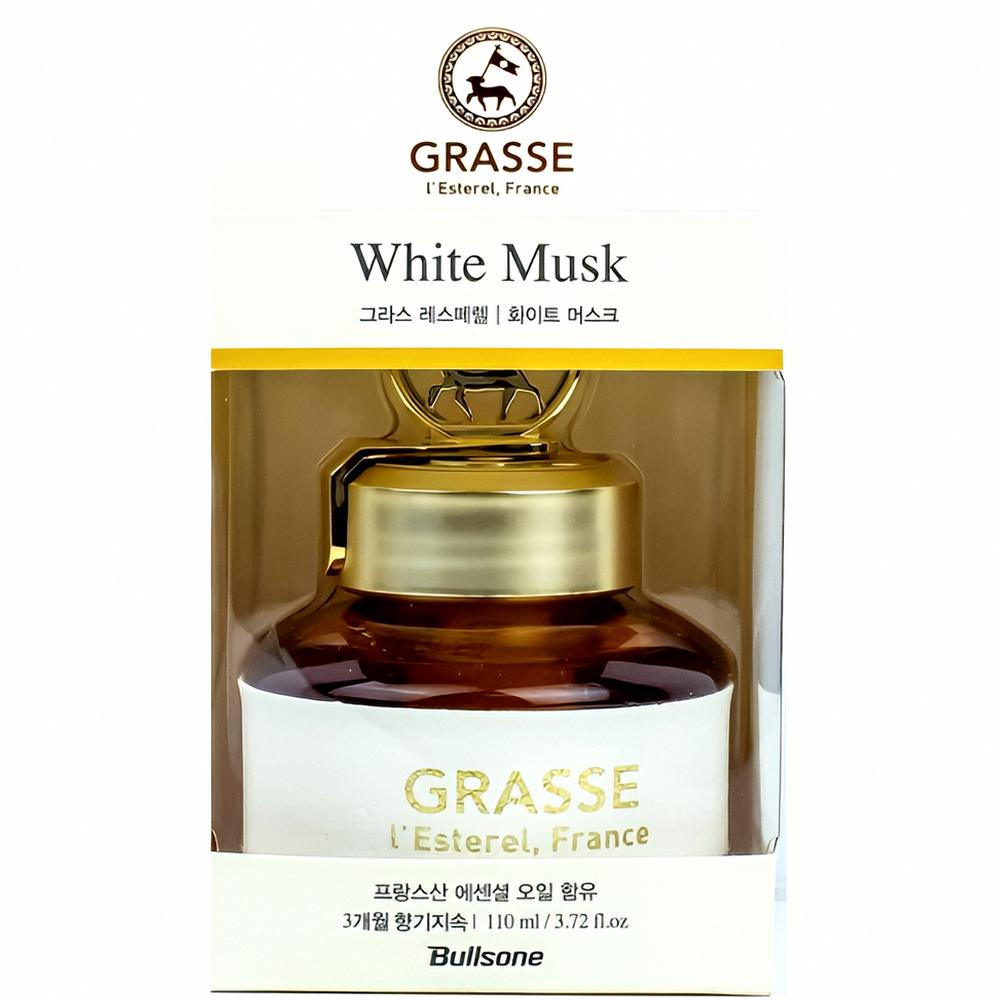 GRASSE
l'Esterel, France
White Musk
그라스 레스떼렐 | 화이트 머스크
GRASSE
l'Esterel, France
프랑스산 에센셜 오일 함유
3개월 향기지속 | 110 ml / 3.72 fl.oz
Bullsone